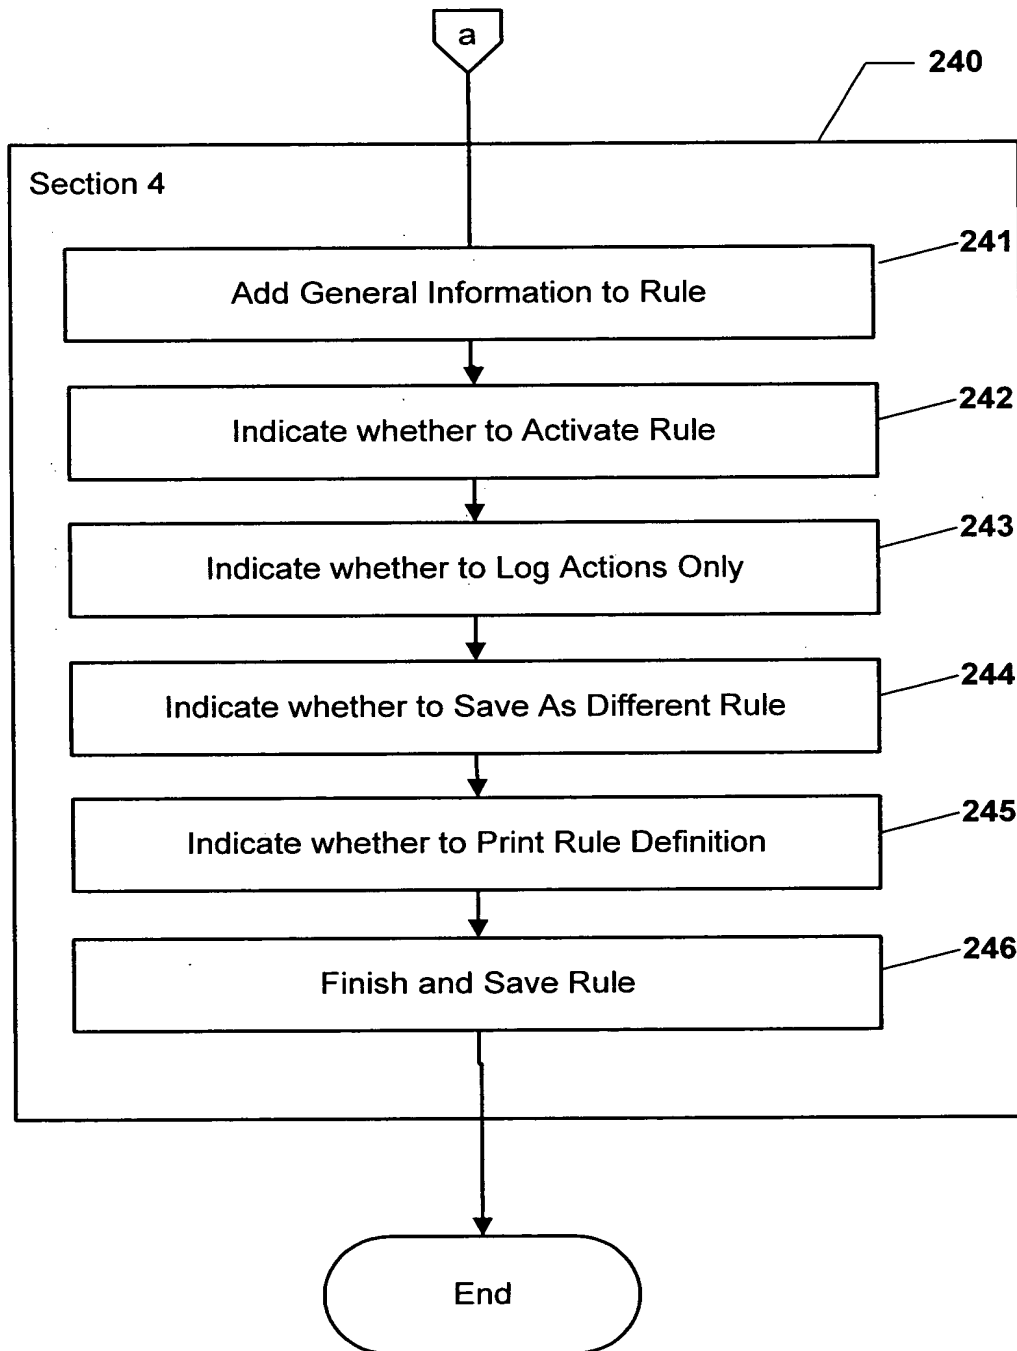 a
240
Section 4
241
Add General Information to Rule
242
Indicate whether to Activate Rule
243
Indicate whether to Log Actions Only
244
Indicate whether to Save As Different Rule
245
Indicate whether to Print Rule Definition
246
Finish and Save Rule
End